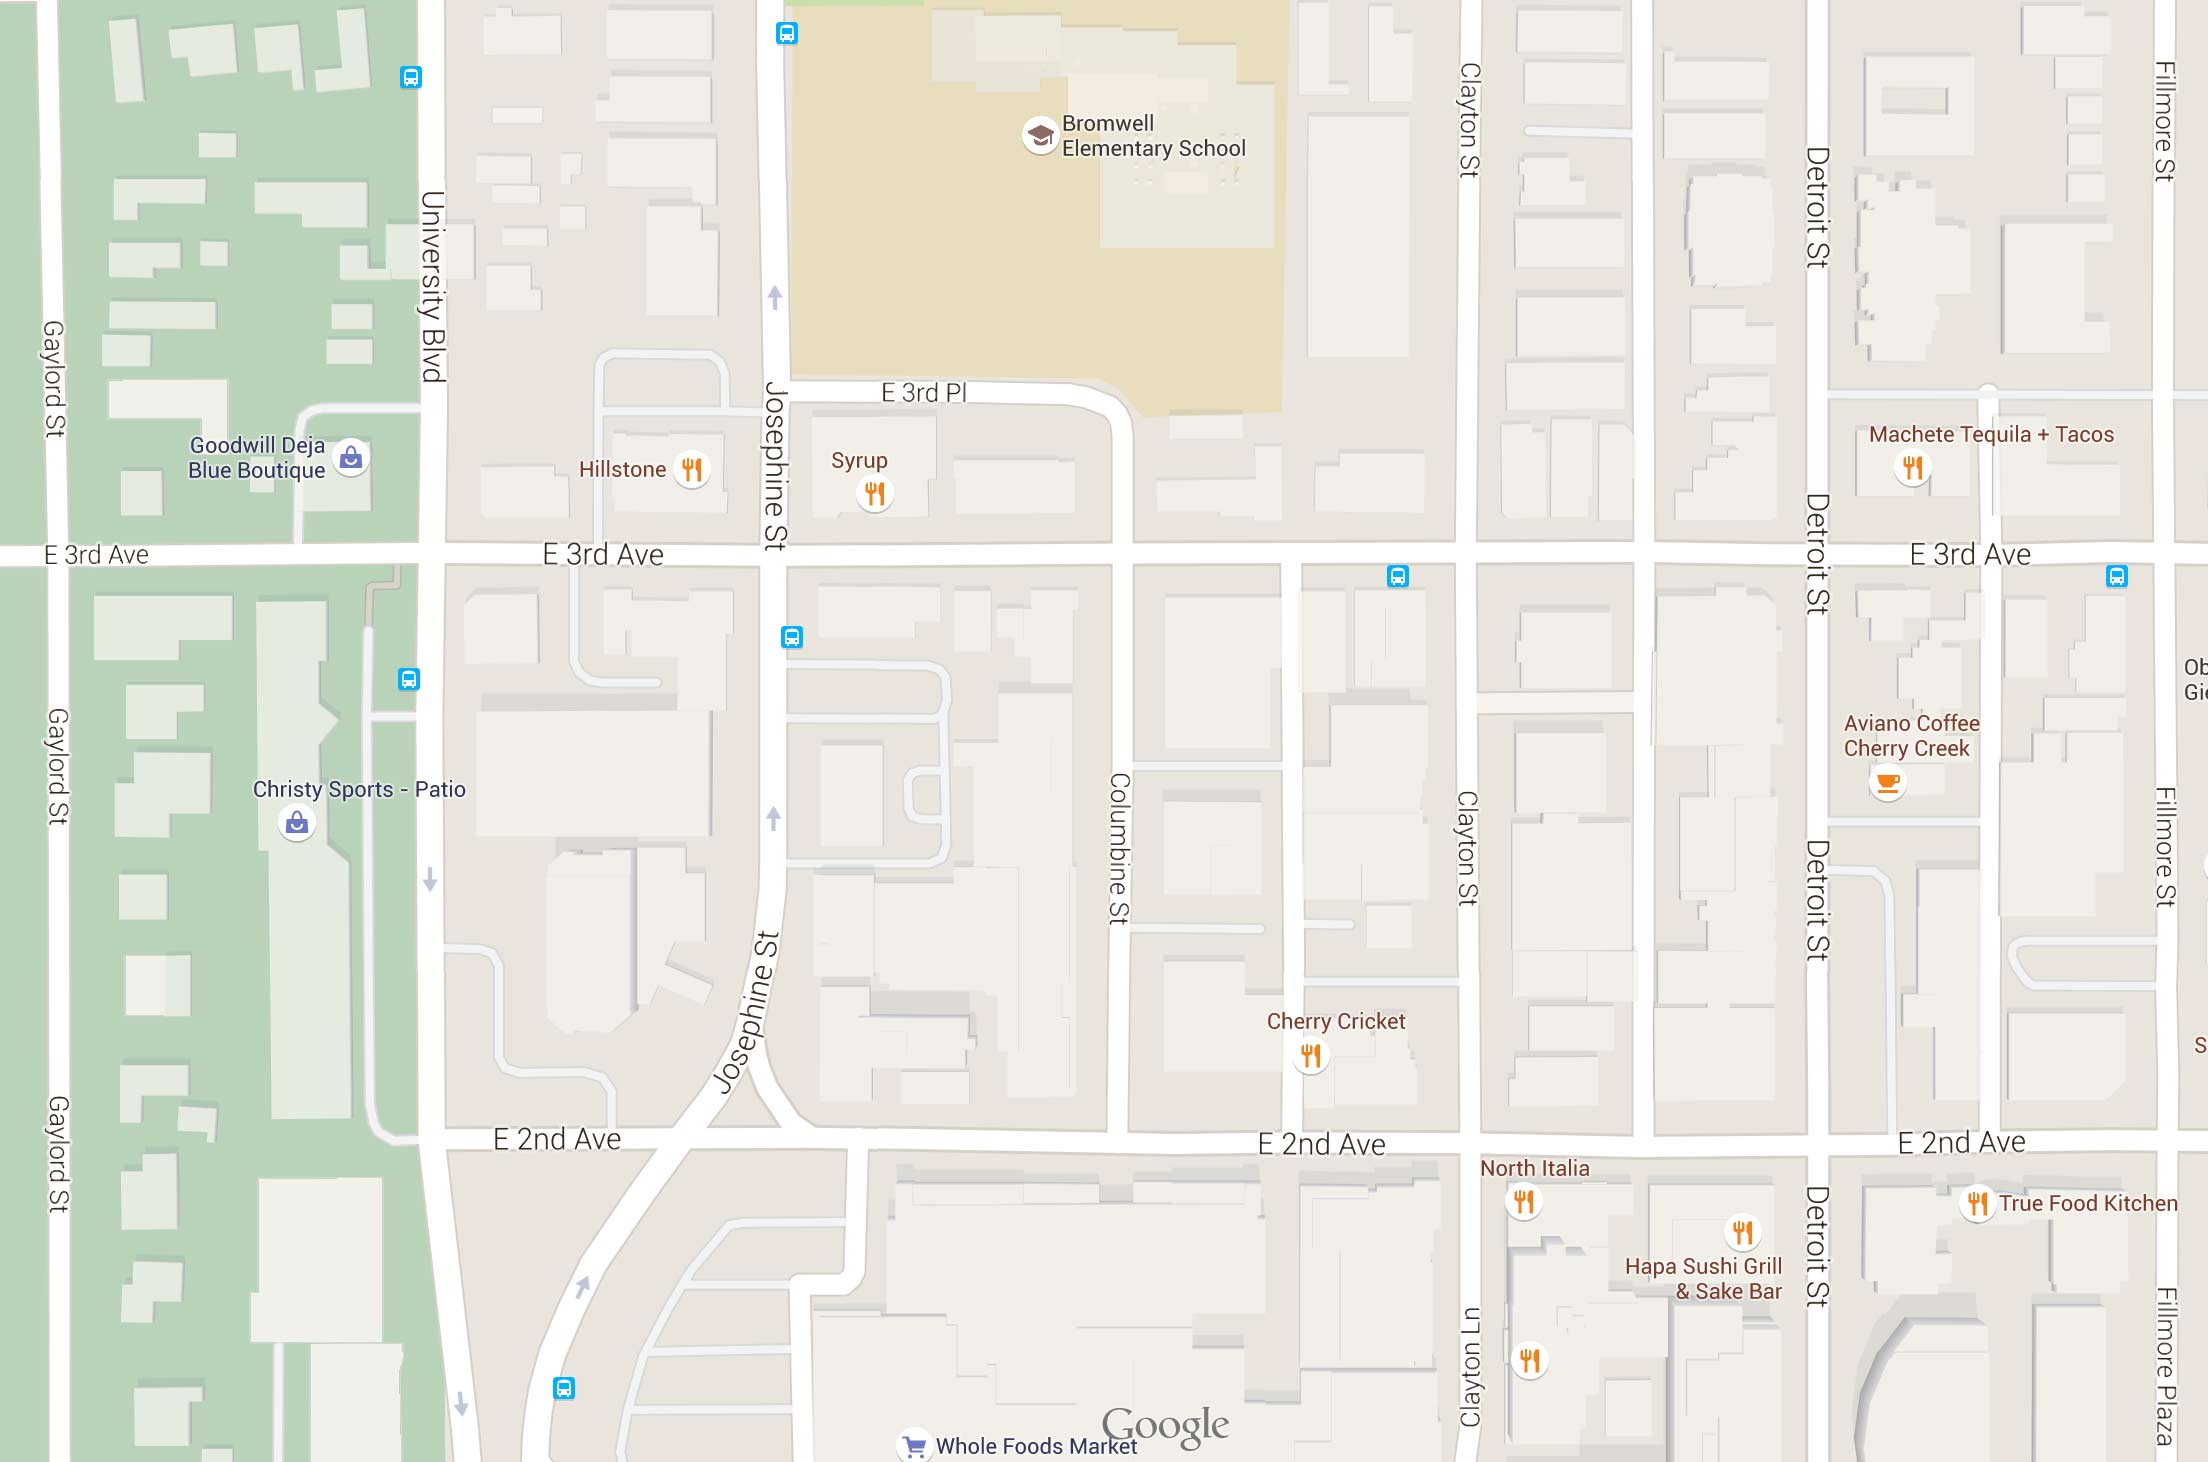 Bromwell
Elementary School
Clayton St
Fillmore St
Detroit St
University Blvd
Gaylord St
E 3rd Pl
Josephine St
Goodwill Deja
Blue Boutique
Hillstone
Syrup
Machete Tequila + Tacos
Detroit St
E 3rd Ave
E 3rd Ave
E 3rd Ave
Ob
Gie
Aviano Coffee
Cherry Creek
Gaylord St
Christy Sports - Patio
Columbine St
Clayton St
Fillmore St
Detroit St
Josephine St
Cherry Cricket
S
Gaylord St
E 2nd Ave
E 2nd Ave
E 2nd Ave
North Italia
True Food Kitchen
Detroit St
Hapa Sushi Grill
& Sake Bar
Clayton Ln
Fillmore Plaza
Google
Whole Foods Market